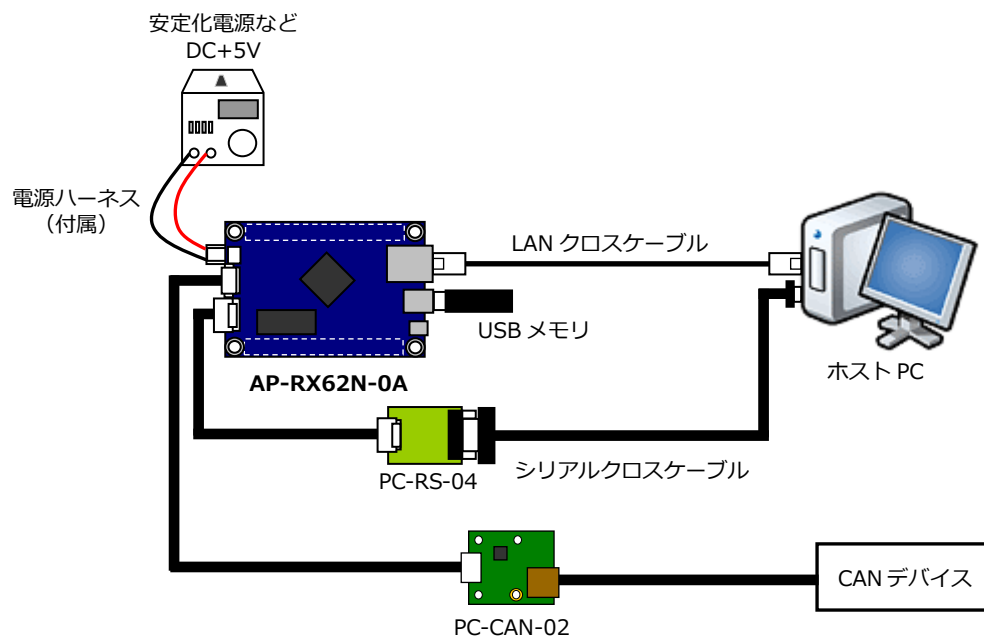 安定化電源など
DC+5V
電源ハーネス
（付属）
LAN クロスケーブル
USB メモリ
ホスト PC
AP-RX62N-0A
シリアルクロスケーブル
PC-RS-04
CAN デバイス
PC-CAN-02